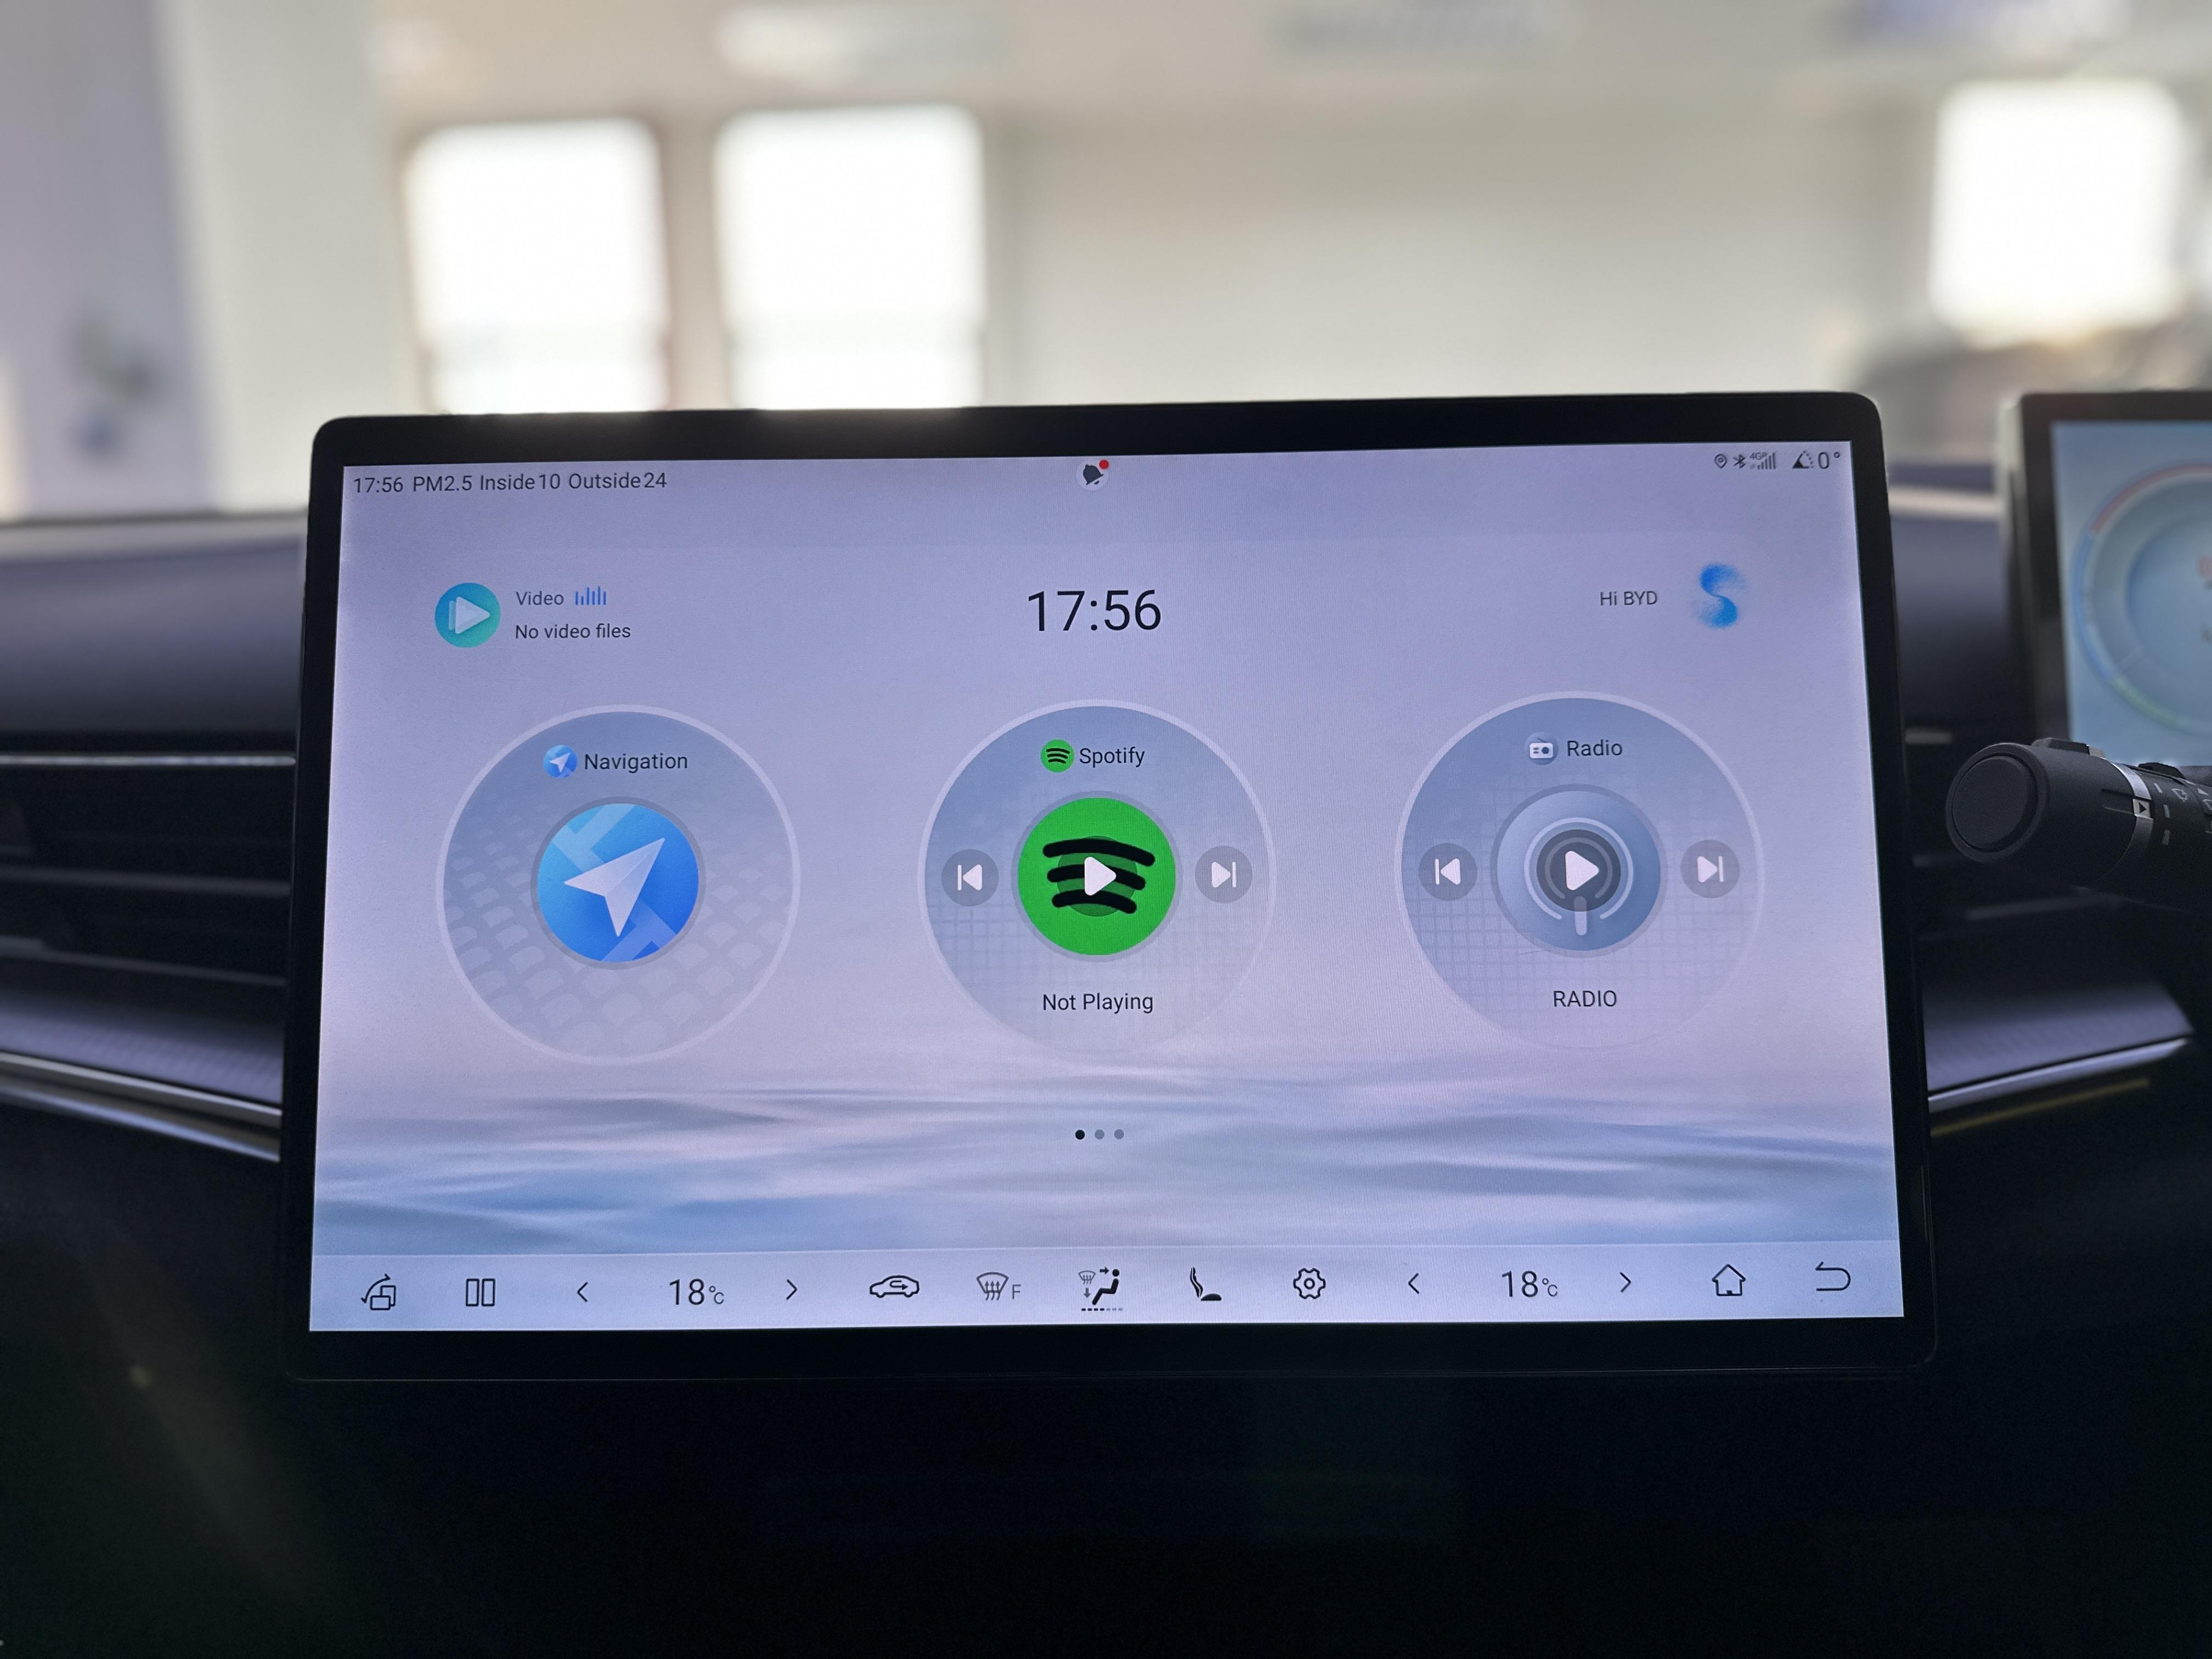 17:56 PM2.5 Inside 10 Outside 24
4G 0°
Video
No video files
17:56
Hi BYD
Navigation
Spotify
Radio
Not Playing
RADIO
18°C
F
18°C